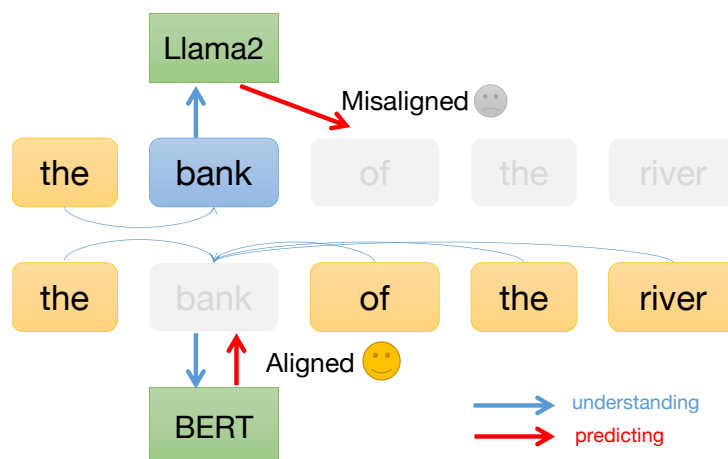 Llama2
Misaligned
the bank of the river
the bank of the river
Aligned
BERT
understanding
predicting